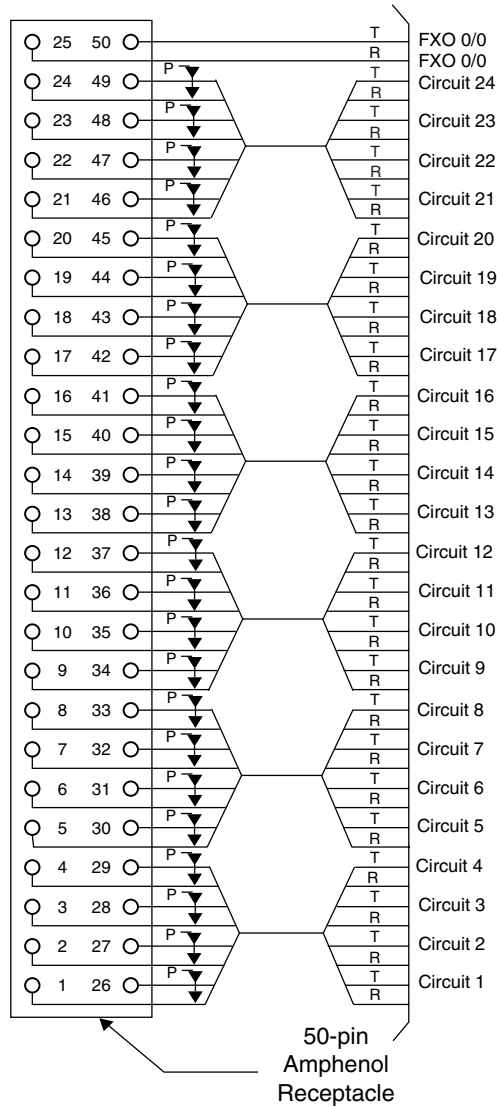 25 50 T FXO 0/0
R FXO 0/0
24 49 P T Circuit 24
R
23 48 P T Circuit 23
R
22 47 P T Circuit 22
R
21 46 P T Circuit 21
R
20 45 P T Circuit 20
R
19 44 P T Circuit 19
R
18 43 P T Circuit 18
R
17 42 P T Circuit 17
R
16 41 P T Circuit 16
R
15 40 P T Circuit 15
R
14 39 P T Circuit 14
R
13 38 P T Circuit 13
R
12 37 P T Circuit 12
R
11 36 P T Circuit 11
R
10 35 P T Circuit 10
R
9 34 P T Circuit 9
R
8 33 P T Circuit 8
R
7 32 P T Circuit 7
R
6 31 P T Circuit 6
R
5 30 P T Circuit 5
R
4 29 P T Circuit 4
R
3 28 P T Circuit 3
R
2 27 P T Circuit 2
R
1 26 P T Circuit 1
R
50-pin
Amphenol
Receptacle